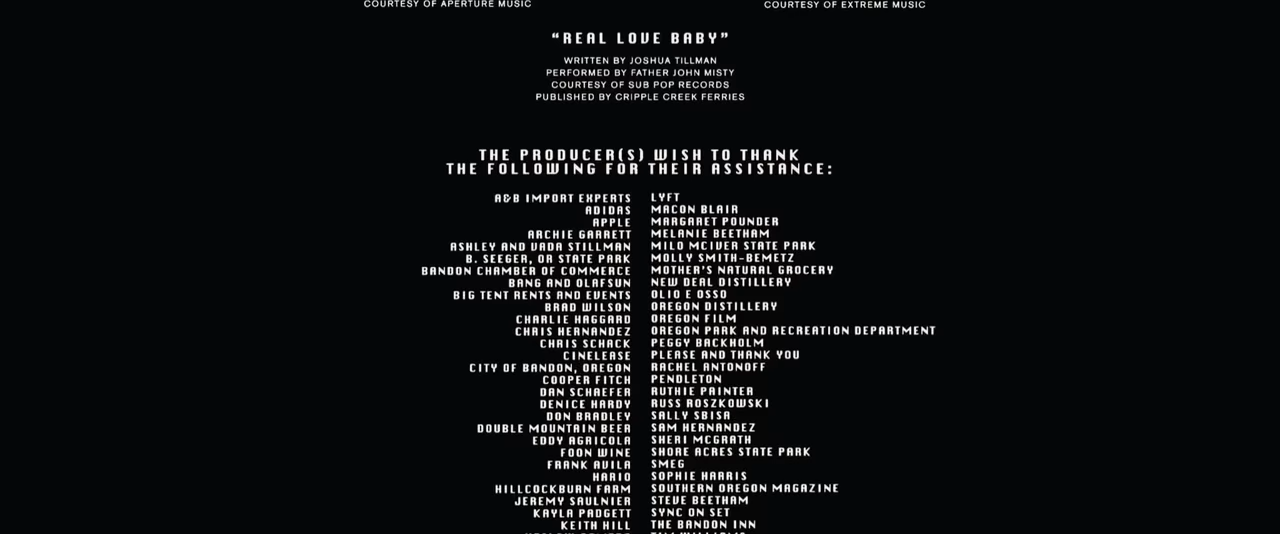 COURTESY OF APERTURE MUSIC
COURTESY OF EXTREME MUSIC
“REAL LOVE BABY”
WRITTEN BY JOSHUA TILLMAN
PERFORMED BY FATHER JOHN MISTY
COURTESY OF SUB POP RECORDS
PUBLISHED BY CRIPPLE CREEK FERRIES
THE PRODUCER(S) WISH TO THANK
THE FOLLOWING FOR THEIR ASSISTANCE:
A&B IMPORT EXPERTS
ADIDAS
APPLE
ARCHIE GARRETT
ASHLEY AND VADA STILLMAN
B. SEEGER, OR STATE PARK
BANDON CHAMBER OF COMMERCE
BANG AND OLAFSUN
BIG TENT RENTS AND EVENTS
BRAD WILSON
CHARLIE HAGGARD
CHRIS HERNANDEZ
CHRIS SCHACK
CINELEASE
CITY OF BANDON, OREGON
COOPER FITCH
DAN SCHAEFER
DENICE HARDY
DON BRADLEY
DOUBLE MOUNTAIN BEER
EDDY AGRICOLA
FOON WINE
FRANK AVILA
HARIO
HILLOCKBURN FARM
JEREMY SAULNIER
KAYLA PADGETT
KEITH HILL
LYFT
MACON BLAIR
MARGARET POUNDER
MELANIE BEETHAM
MILO MCIVER STATE PARK
MOLLY SMITH-BEMETZ
MOTHER’S NATURAL GROCERY
NEW DEAL DISTILLERY
OLIO E OSSO
OREGON DISTILLERY
OREGON FILM
OREGON PARK AND RECREATION DEPARTMENT
PEGGY BACKHOLM
PLEASE AND THANK YOU
RACHEL ANTONOFF
PENDLETON
RUTHIE PAINTER
RUSS ROSZKOWSKI
SALLY SBISA
SAM HERNANDEZ
SHERI MCGRATH
SHORE ACRES STATE PARK
SMEG
SOPHIE HARRIS
SOUTHERN OREGON MAGAZINE
STEVE BEETHAM
SYNC ON SET
THE BANDON INN